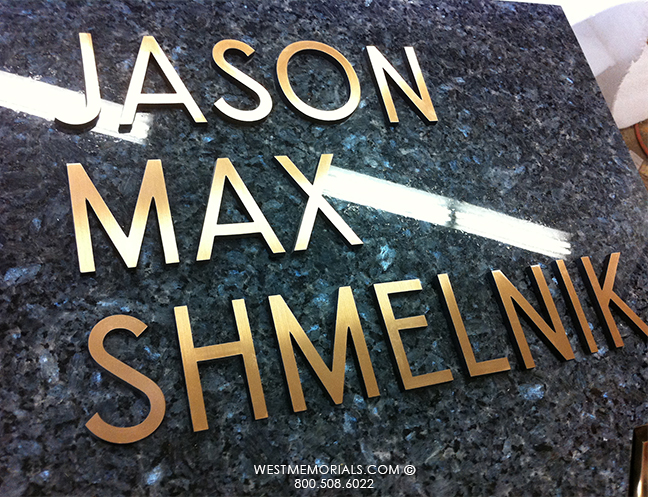 JASON
MAX
SHMELNIK
WESTMEMORIALS.COM ©
800.508.6022